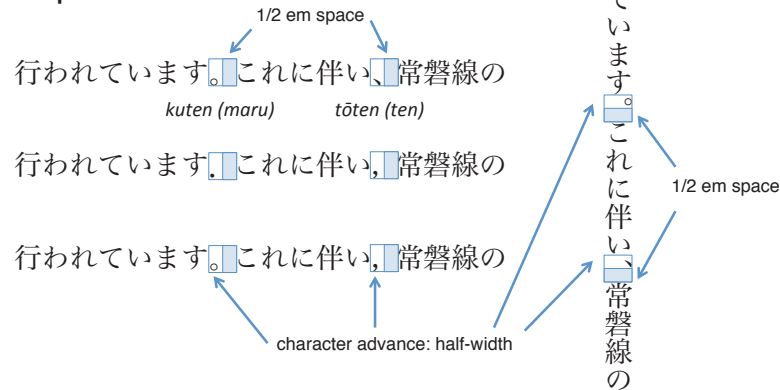 1/2 em space
行われています。これに伴い、常磐線の
kuten (maru) tōten (ten)
行われています．これに伴い，常磐線の
行われています。これに伴い，常磐線の
character advance: half-width
ています。これに伴い、常磐線の
1/2 em space